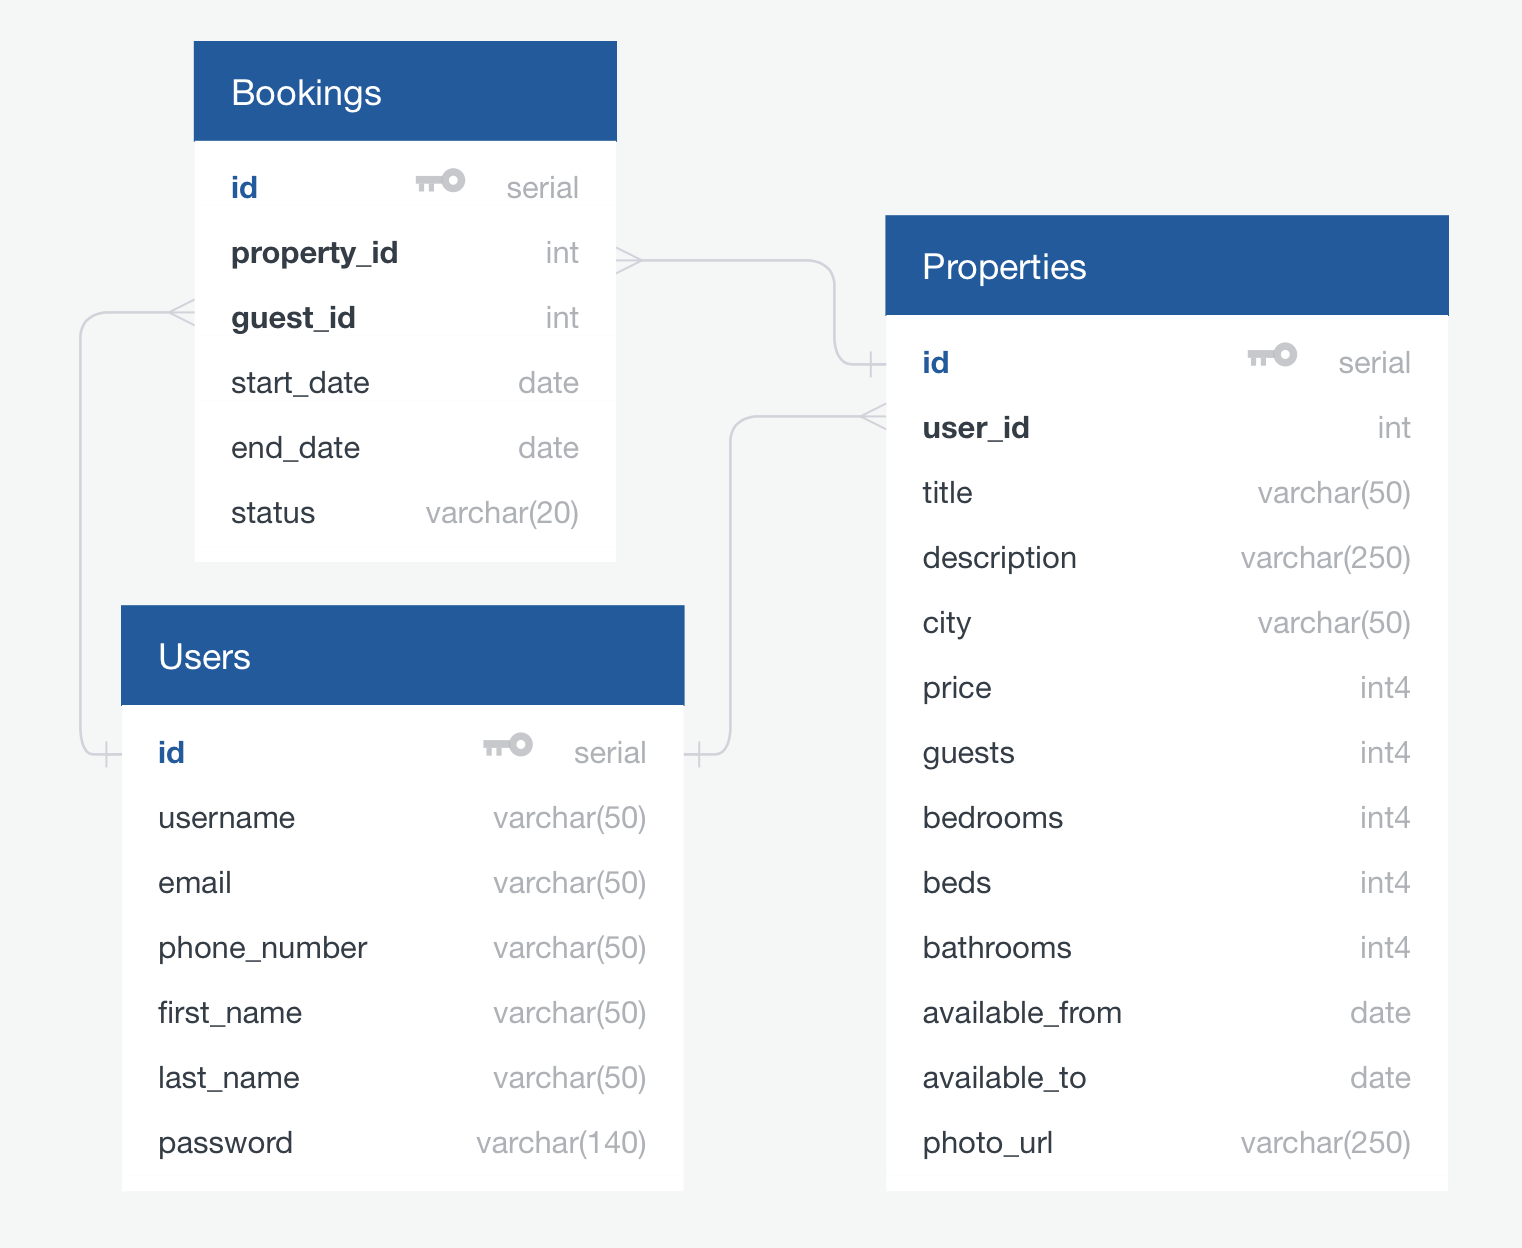 Bookings
id serial
property_id int
guest_id int
start_date date
end_date date
status varchar(20)
Users
id serial
username varchar(50)
email varchar(50)
phone_number varchar(50)
first_name varchar(50)
last_name varchar(50)
password varchar(140)
Properties
id serial
user_id int
title varchar(50)
description varchar(250)
city varchar(50)
price int4
guests int4
bedrooms int4
beds int4
bathrooms int4
available_from date
available_to date
photo_url varchar(250)